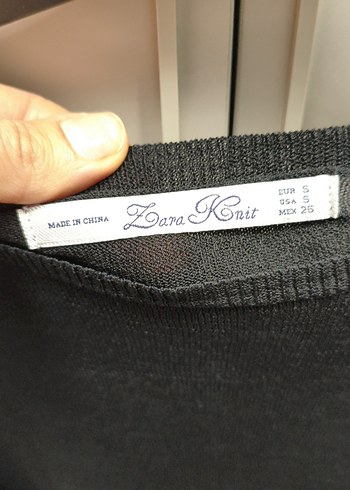 MADE IN CHINA
Zara Knit
EUR S
USA S
MEX 26